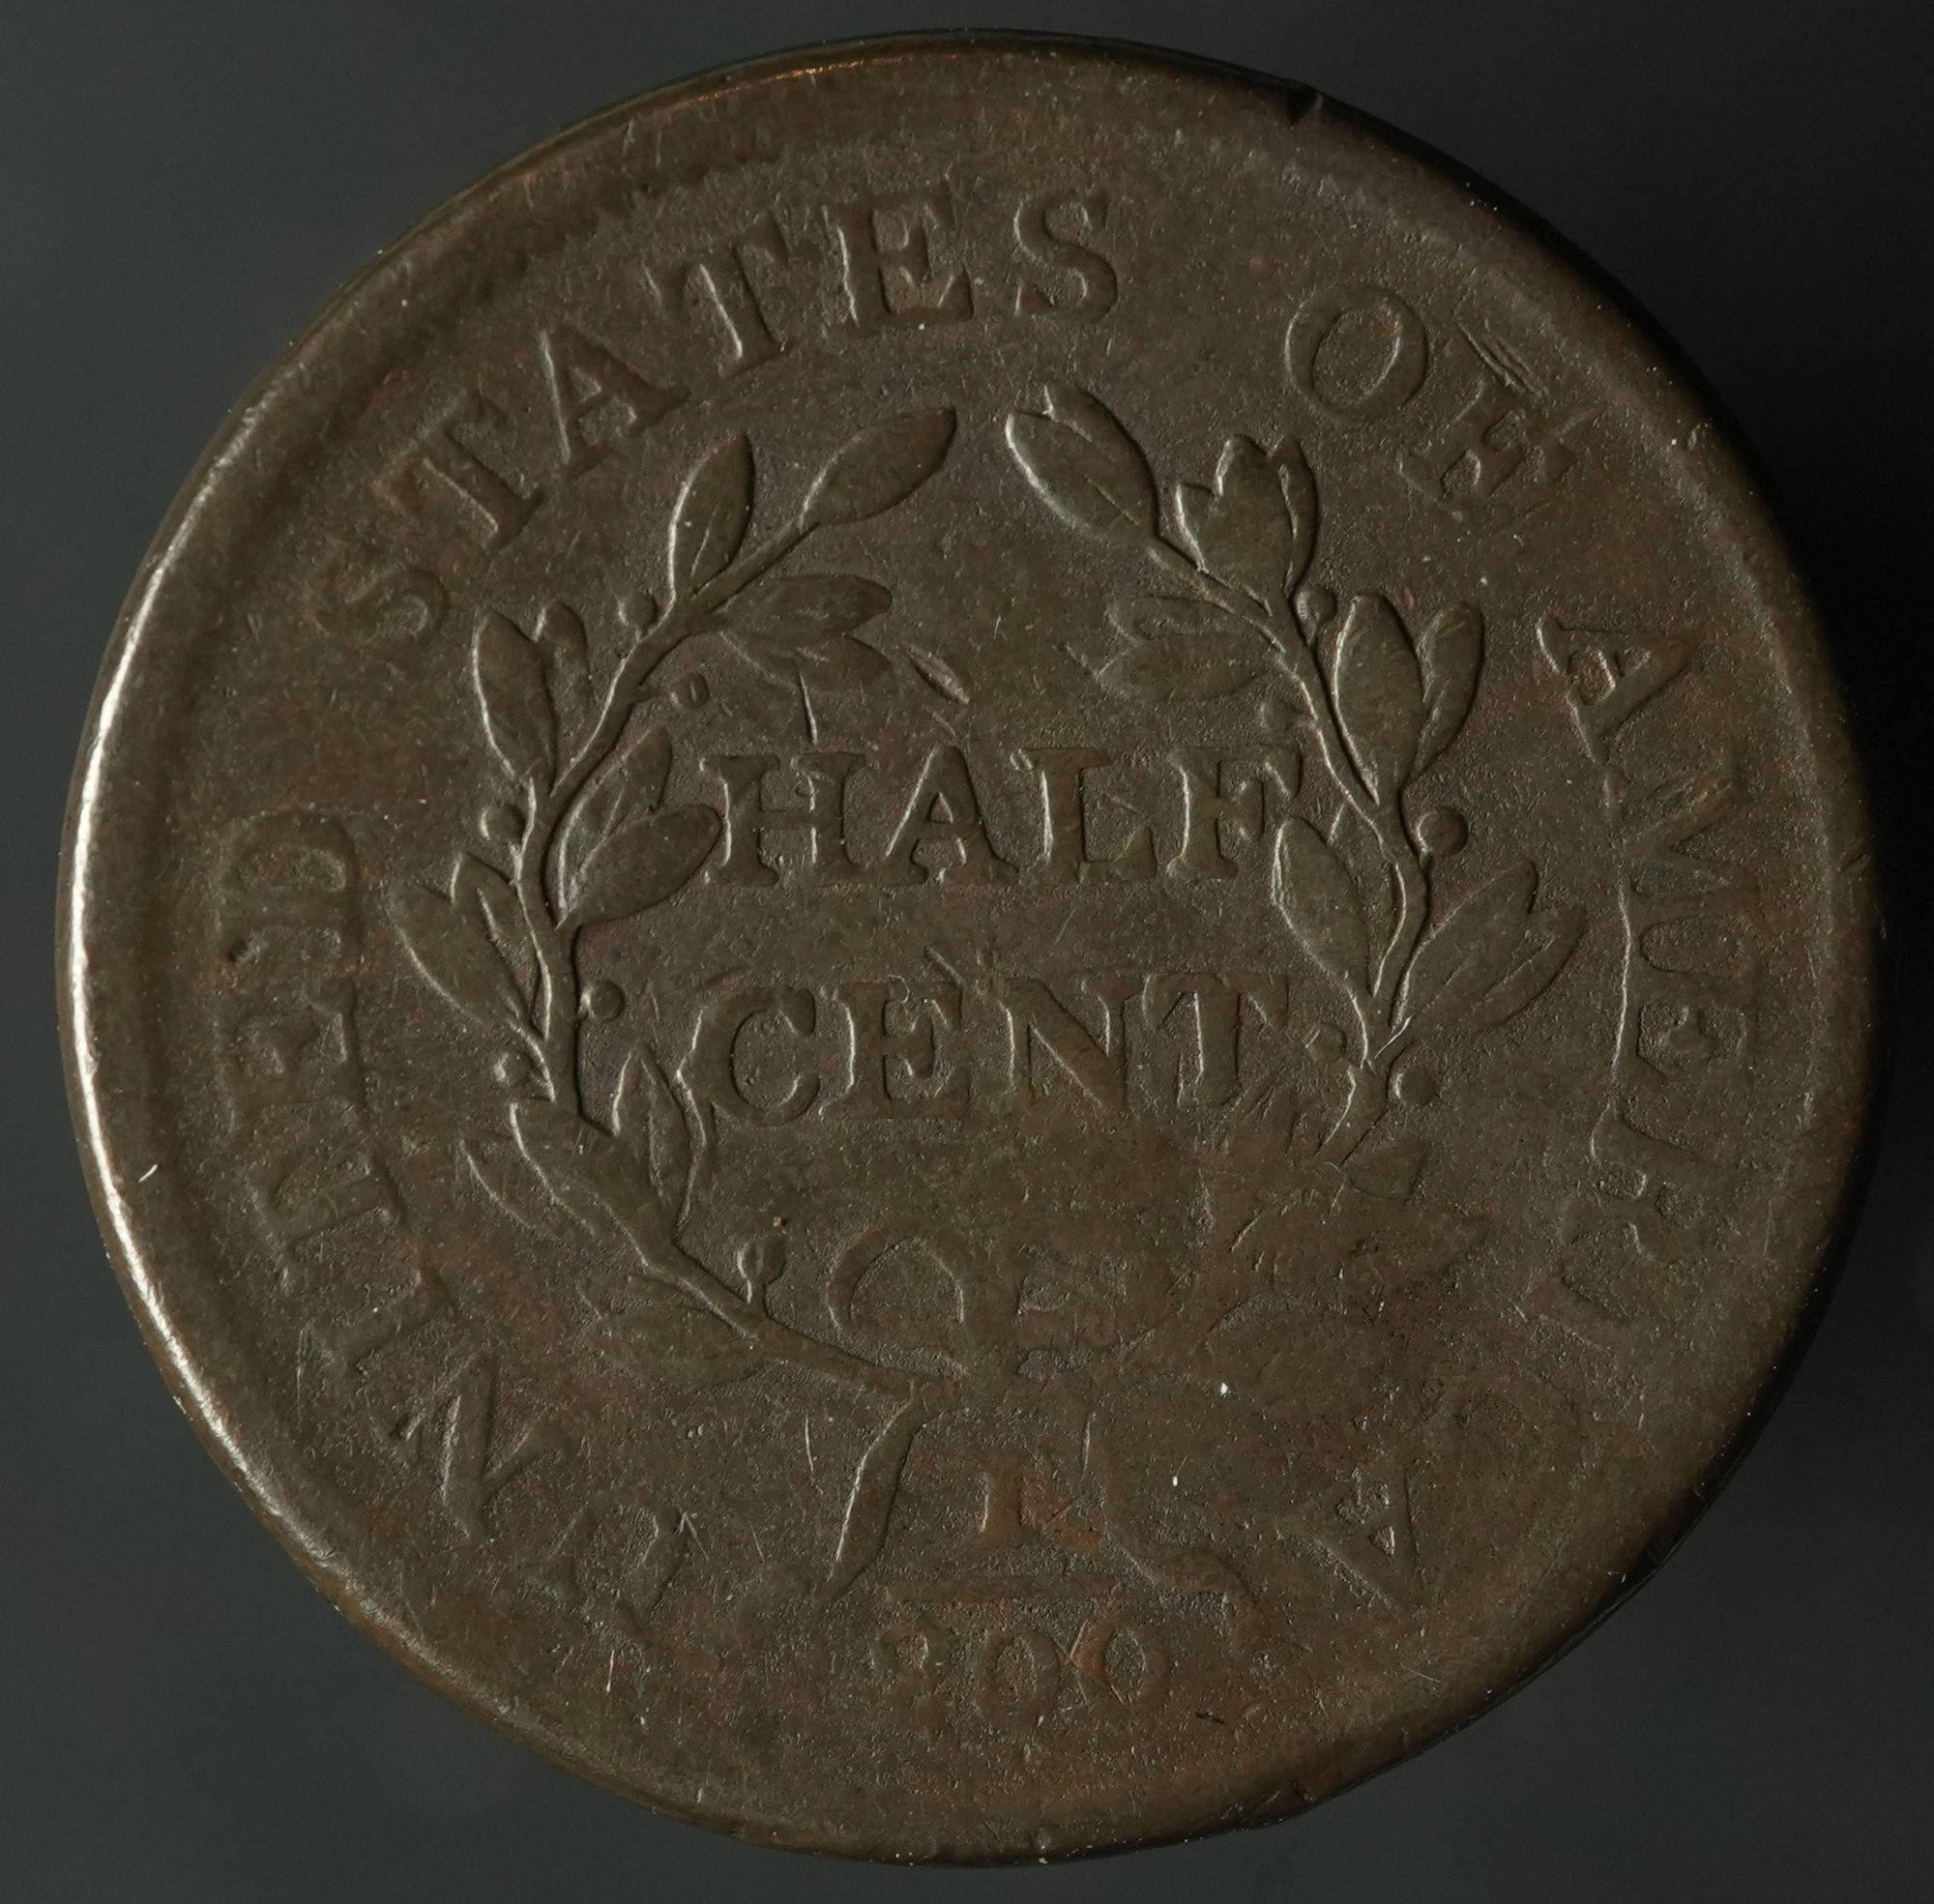 UNITED STATES OF AMERICA
HALF
CENT
1
200